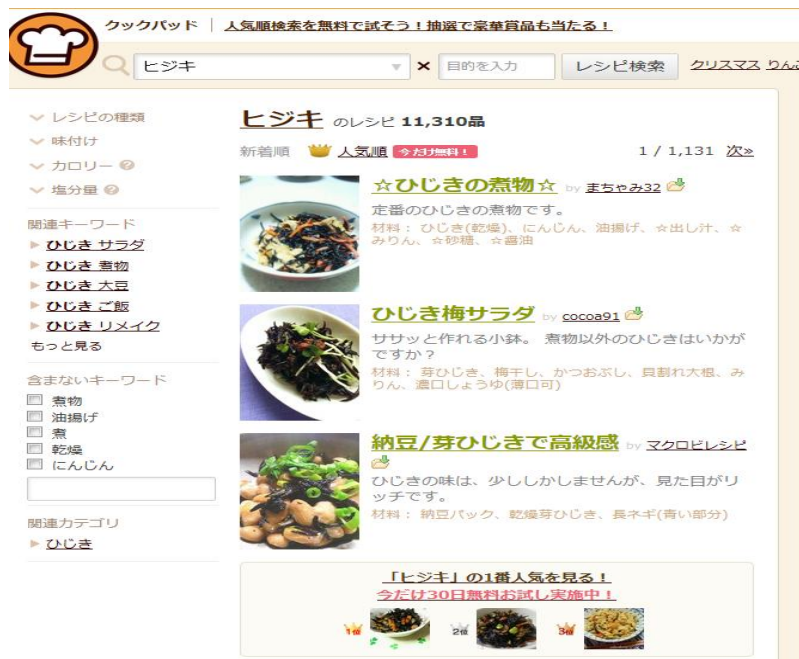 クックパッド | 人気順検索を無料で試そう！抽選で豪華賞品も当たる！
ヒジキ × 目的を入力 レシピ検索 クリスマス りん
レシピの種類
味付け
カロリー
塩分量
関連キーワード
ひじき サラダ
ひじき 煮物
ひじき 大豆
ひじき ご飯
ひじき リメイク
もっと見る
含まないキーワード
煮物
油揚げ
煮
乾燥
にんじん
関連カテゴリ
ひじき
ヒジキ のレシピ 11,310品
新着順 人気順 今だけ無料！ 1 / 1,131 次»
☆ひじきの煮物☆ by まちゃみ32
定番のひじきの煮物です。
材料： ひじき(乾燥)、にんじん、油揚げ、☆出し汁、☆
みりん、☆砂糖、☆醤油
ひじき梅サラダ by cocoa91
ササッと作れる小鉢。 煮物以外のひじきはいかが
ですか？
材料： 芽ひじき、梅干し、かつおぶし、貝割れ大根、み
りん、濃口しょうゆ(薄口可)
納豆/芽ひじきで高級感 by マクロビレシピ
ひじきの味は、少ししかしませんが、見た目がリ
ッチです。
材料： 納豆パック、乾燥芽ひじき、長ネギ(青い部分)
「ヒジキ」の1番人気を見る！
今だけ30日無料お試し実施中！
1位 2位 3位